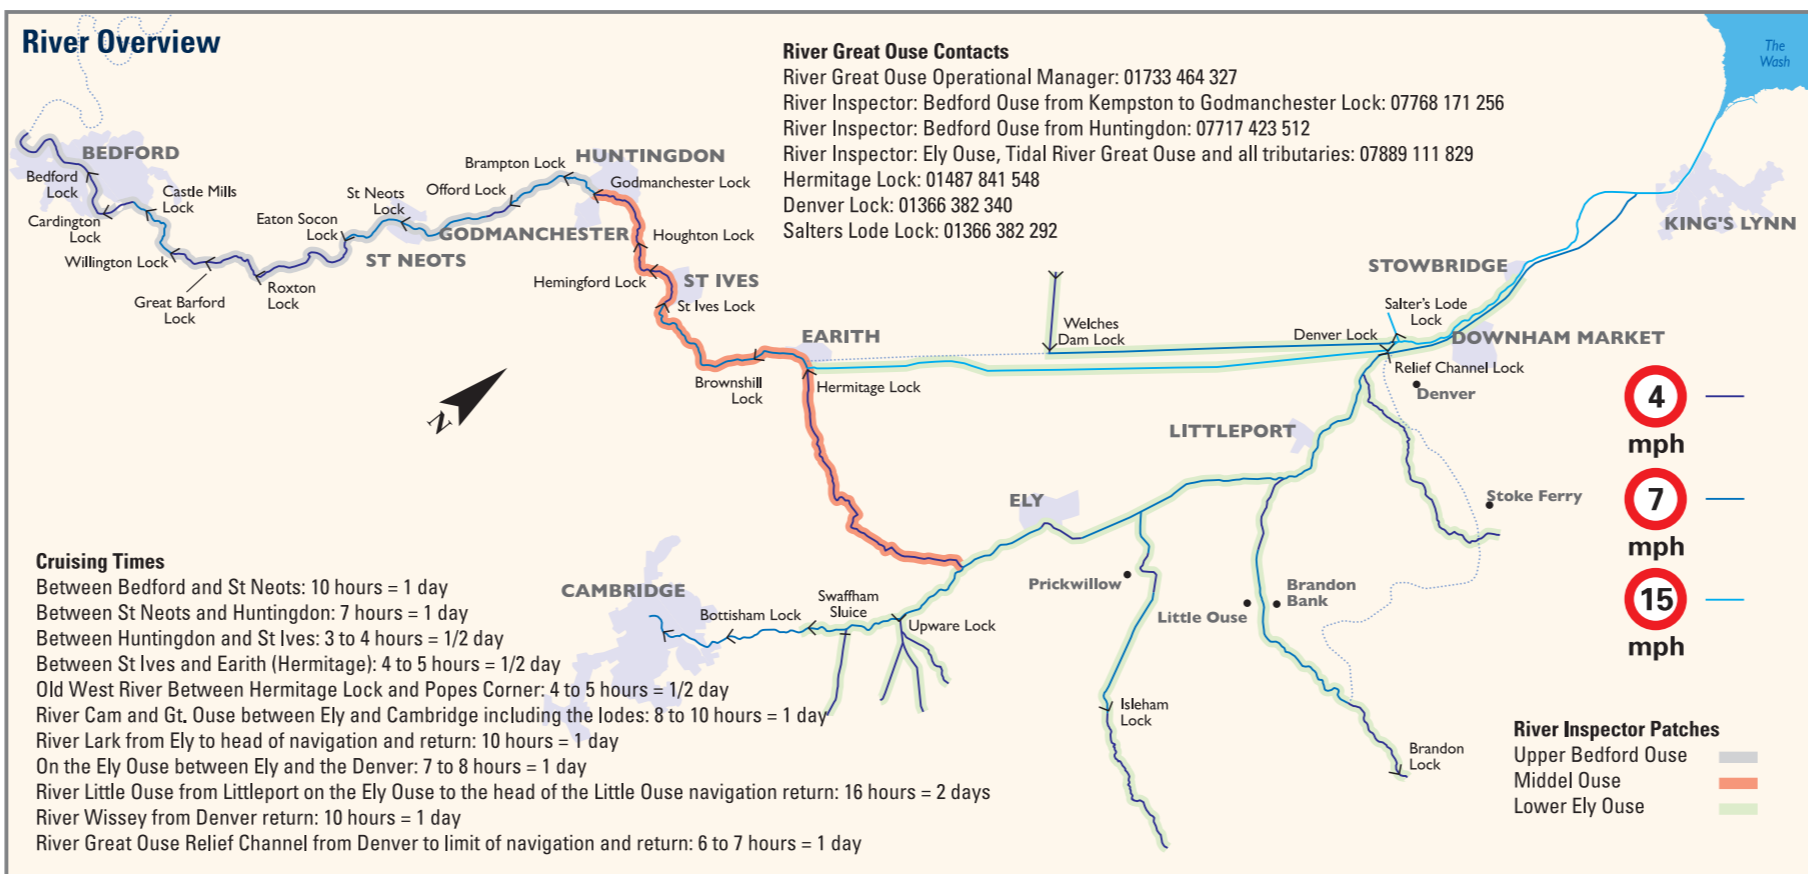 River Overview
The
Wash
River Great Ouse Contacts
River Great Ouse Operational Manager: 01733 464 327
River Inspector: Bedford Ouse from Kempston to Godmanchester Lock: 07768 171 256
River Inspector: Bedford Ouse from Huntingdon: 07717 423 512
River Inspector: Ely Ouse, Tidal River Great Ouse and all tributaries: 07889 111 829
Hermitage Lock: 01487 841 548
Denver Lock: 01366 382 340
Salters Lode Lock: 01366 382 292
BEDFORD
Bedford
Lock
Castle Mills
Lock
Cardington
Lock
Willington Lock
Great Barford
Lock
Roxton
Lock
Eaton Socon
Lock
St Neots
Lock
ST NEOTS
Offord Lock
Brampton Lock
HUNTINGDON
Godmanchester Lock
GODMANCHESTER
Houghton Lock
Hemingford Lock
ST IVES
St Ives Lock
EARITH
Brownshill
Lock
Hermitage Lock
Welches
Dam Lock
KING'S LYNN
STOWBRIDGE
Salter's Lode
Lock
Denver Lock
DOWNHAM MARKET
Relief Channel Lock
Denver
LITTLEPORT
Stoke Ferry
ELY
Prickwillow
Little Ouse
Brandon
Bank
Isleham
Lock
Brandon
Lock
CAMBRIDGE
Bottisham Lock
Swaffham
Sluice
Upware Lock
N
4
mph
7
mph
15
mph
Cruising Times
Between Bedford and St Neots: 10 hours = 1 day
Between St Neots and Huntingdon: 7 hours = 1 day
Between Huntingdon and St Ives: 3 to 4 hours = 1/2 day
Between St Ives and Earith (Hermitage): 4 to 5 hours = 1/2 day
Old West River Between Hermitage Lock and Popes Corner: 4 to 5 hours = 1/2 day
River Cam and Gt. Ouse between Ely and Cambridge including the lodes: 8 to 10 hours = 1 day
River Lark from Ely to head of navigation and return: 10 hours = 1 day
On the Ely Ouse between Ely and the Denver: 7 to 8 hours = 1 day
River Little Ouse from Littleport on the Ely Ouse to the head of the Little Ouse navigation return: 16 hours = 2 days
River Wissey from Denver return: 10 hours = 1 day
River Great Ouse Relief Channel from Denver to limit of navigation and return: 6 to 7 hours = 1 day
River Inspector Patches
Upper Bedford Ouse
Middel Ouse
Lower Ely Ouse